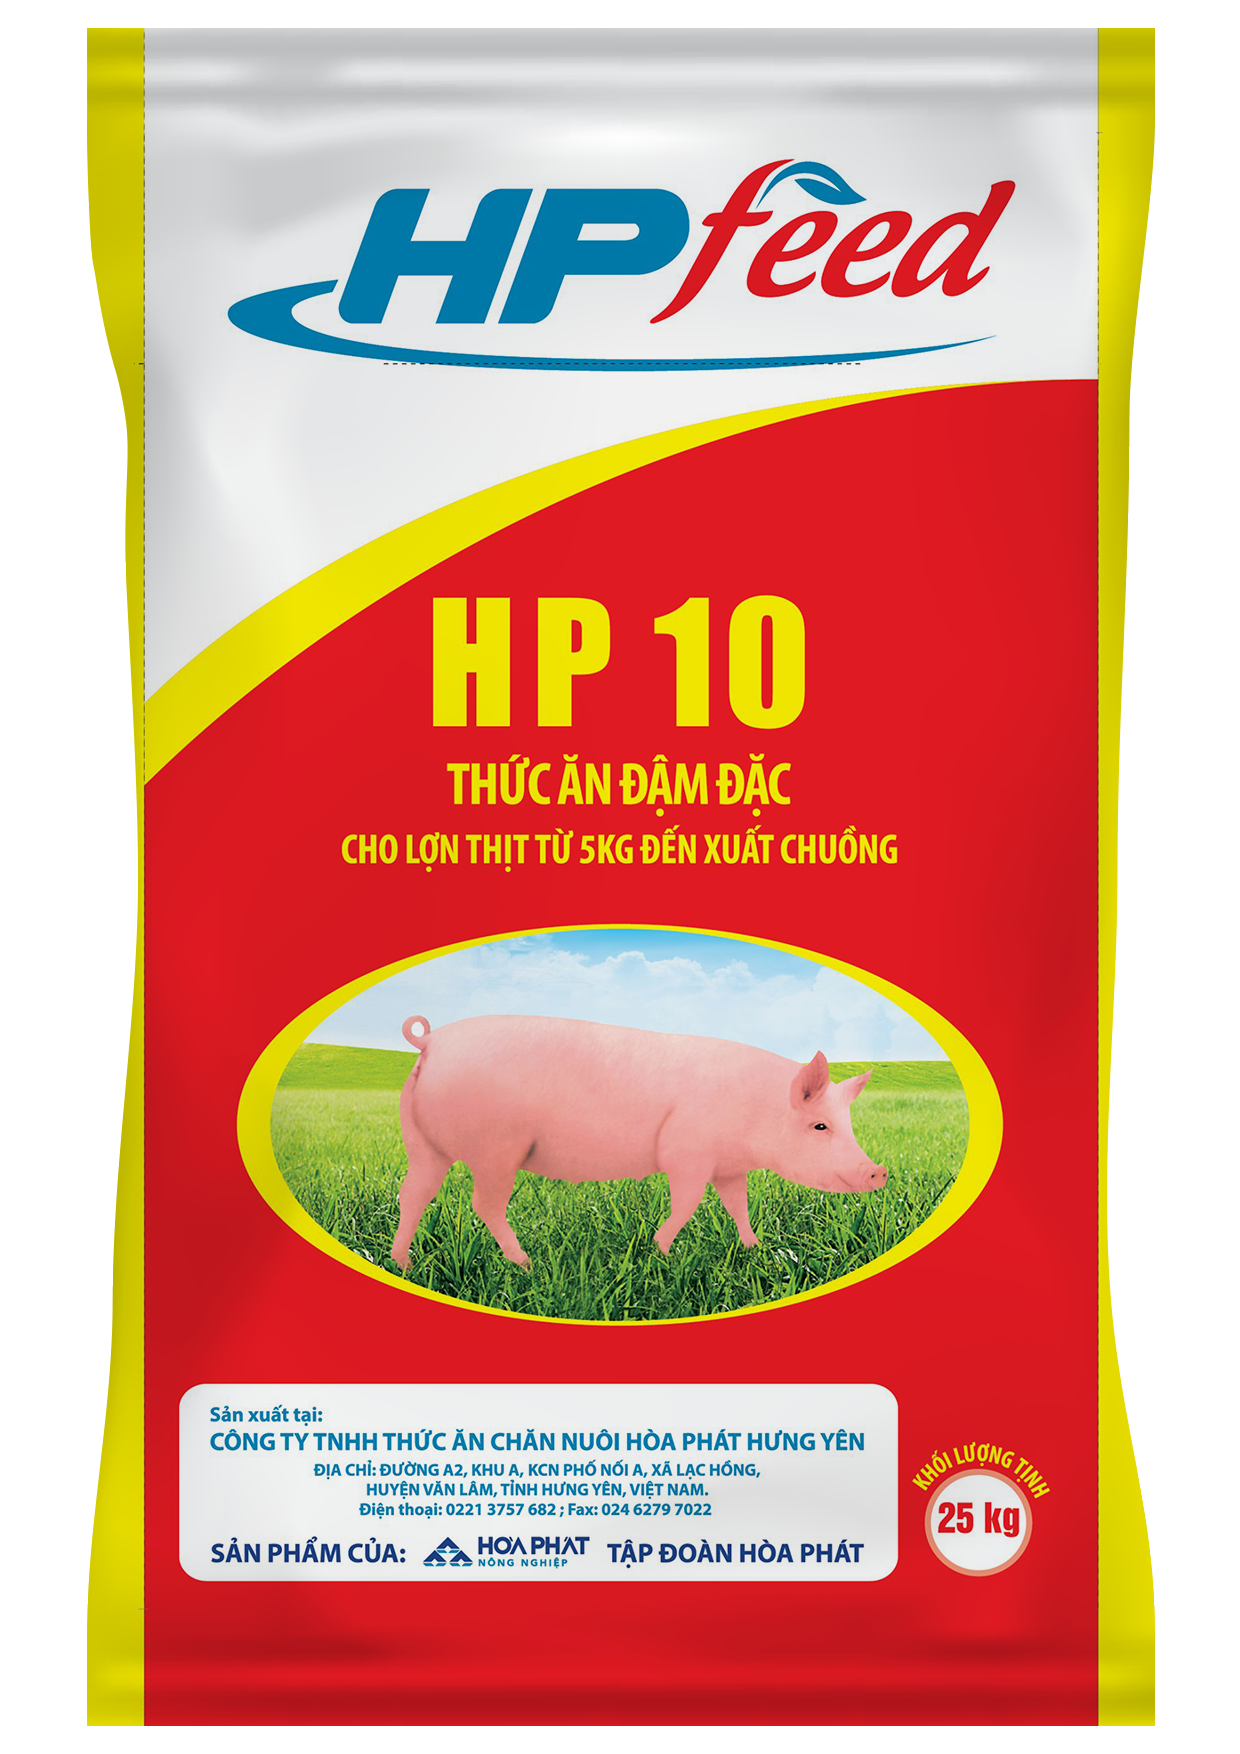 HPfeed
HP 10
THỨC ĂN ĐẬM ĐẶC
CHO LỢN THỊT TỪ 5KG ĐẾN XUẤT CHUỒNG
Sản xuất tại:
CÔNG TY TNHH THỨC ĂN CHĂN NUÔI HÒA PHÁT HƯNG YÊN
ĐỊA CHỈ: ĐƯỜNG A2, KHU A, KCN PHỐ NỐI A, XÃ LẠC HỒNG,
HUYỆN VĂN LÂM, TỈNH HƯNG YÊN, VIỆT NAM.
Điện thoại: 0221 3757 682 ; Fax: 024 6279 7022
SẢN PHẨM CỦA: HÒA PHÁT NÔNG NGHIỆP TẬP ĐOÀN HÒA PHÁT
KHỐI LƯỢNG TỊNH
25 kg